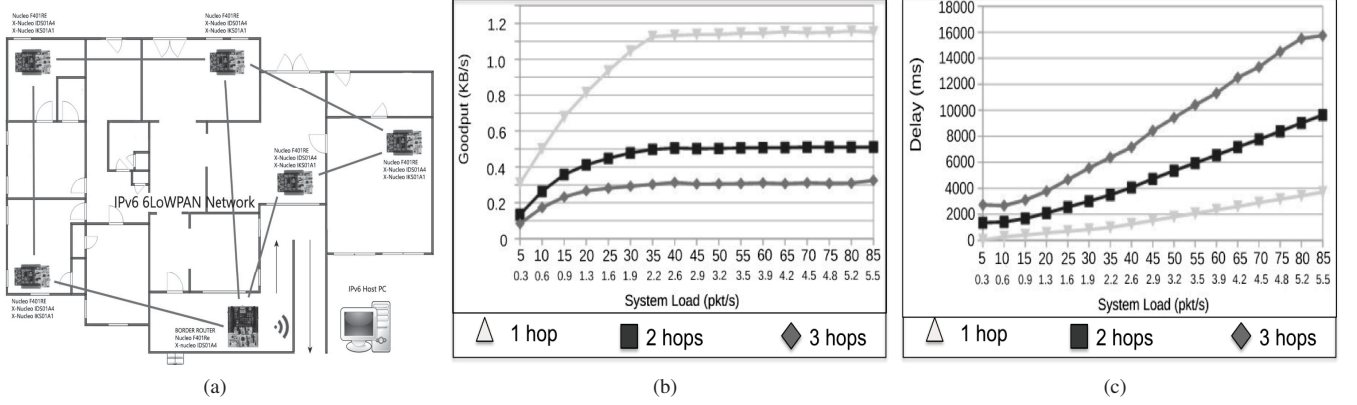 Nucleo F401RE
X-Nucleo IDS01A4
X-Nucleo IKS01A1
Nucleo F401RE
X-Nucleo IDS01A4
X-Nucleo IKS01A1
Nucleo F401RE
X-Nucleo IDS01A4
X-Nucleo IKS01A1
Nucleo F401RE
X-Nucleo IDS01A4
X-Nucleo IKS01A1
IPv6 6LoWPAN Network
Nucleo F401RE
X-Nucleo IDS01A4
X-Nucleo IKS01A1
BORDER ROUTER
Nucleo F401Re
X-nucleo IDS01A4
IPv6 Host PC
(a)
Goodput (KB/s)
1.2
1.0
0.8
0.6
0.4
0.2
0
5 10 15 20 25 30 35 40 45 50 55 60 65 70 75 80 85
0.3 0.6 0.9 1.3 1.6 1.9 2.2 2.6 2.9 3.2 3.5 3.9 4.2 4.5 4.8 5.2 5.5
System Load (pkt/s)
1 hop 2 hops 3 hops
(b)
Delay (ms)
18000
16000
14000
12000
10000
8000
6000
4000
2000
0
5 10 15 20 25 30 35 40 45 50 55 60 65 70 75 80 85
0.3 0.6 0.9 1.3 1.6 1.9 2.2 2.6 2.9 3.2 3.5 3.9 4.2 4.5 4.8 5.2 5.5
System Load (pkt/s)
1 hop 2 hops 3 hops
(c)